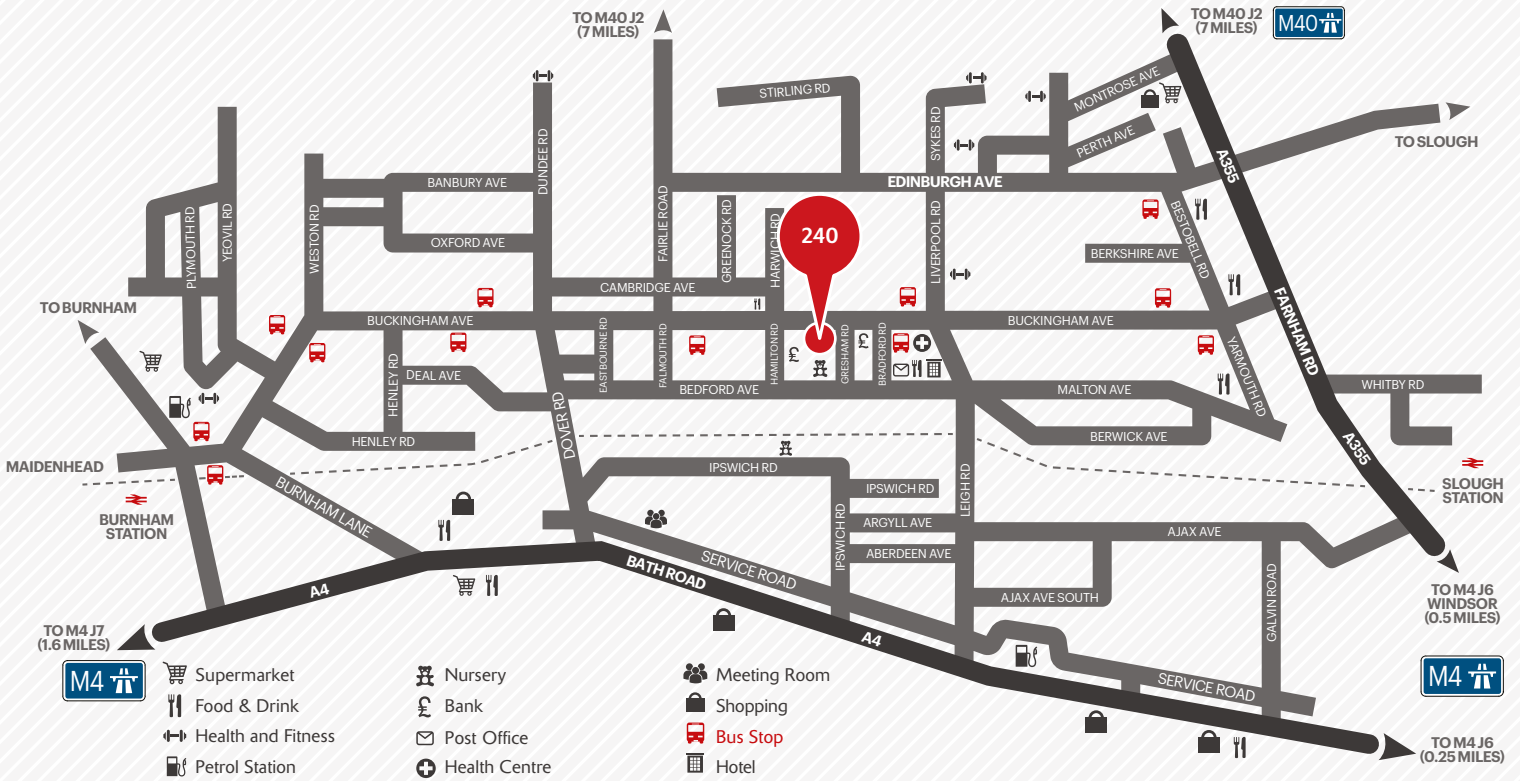 TO M40 J2
(7 MILES)
TO M40 J2
(7 MILES)
M40
STIRLING RD
MONTROSE AVE
SYKES RD
PERTH AVE
TO SLOUGH
A355
DUNDEE RD
BANBURY AVE
EDINBURGH AVE
FAIRLIE ROAD
GREENOCK RD
HARWICH RD
240
LIVERPOOL RD
BESTOBELL RD
PLYMOUTH RD
YEOVIL RD
WESTON RD
OXFORD AVE
BERKSHIRE AVE
CAMBRIDGE AVE
TO BURNHAM
BUCKINGHAM AVE
BUCKINGHAM AVE
FARNHAM RD
HENLEY RD
DEAL AVE
EASTBOURNE RD
FALMOUTH RD
HAMILTON RD
GRESHAM RD
BRADFORD RD
YARMOUTH RD
BEDFORD AVE
MALTON AVE
WHITBY RD
DOVER RD
HENLEY RD
BERWICK AVE
A355
MAIDENHEAD
IPSWICH RD
IPSWICH RD
LEIGH RD
SLOUGH
STATION
BURNHAM
STATION
BURNHAM LANE
IPSWICH RD
ARGYLL AVE
AJAX AVE
ABERDEEN AVE
BATH ROAD
SERVICE ROAD
A4
AJAX AVE SOUTH
GALVIN ROAD
TO M4 J6
WINDSOR
(0.5 MILES)
TO M4 J7
(1.6 MILES)
A4
M4
SERVICE ROAD
M4
TO M4 J6
(0.25 MILES)
Supermarket
Food & Drink
Health and Fitness
Petrol Station
Nursery
£ Bank
Post Office
Health Centre
Meeting Room
Shopping
Bus Stop
Hotel
£
£